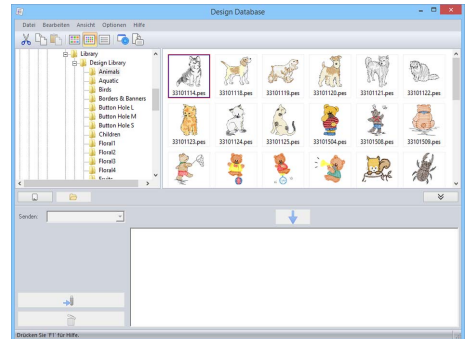 Design Database
Datei Bearbeiten Ansicht Optionen Hilfe
Library
Design Library
Animals
Aquatic
Birds
Borders & Banners
Button Hole L
Button Hole M
Button Hole S
Children
Floral1
Floral2
Floral3
Floral4
Fruits
33101114.pes 33101118.pes 33101119.pes 33101120.pes 33101121.pes 33101122.pes
33101123.pes 33101124.pes 33101125.pes 33101504.pes 33101508.pes 33101509.pes
Senden:
Drücken Sie 'F1' für Hilfe.